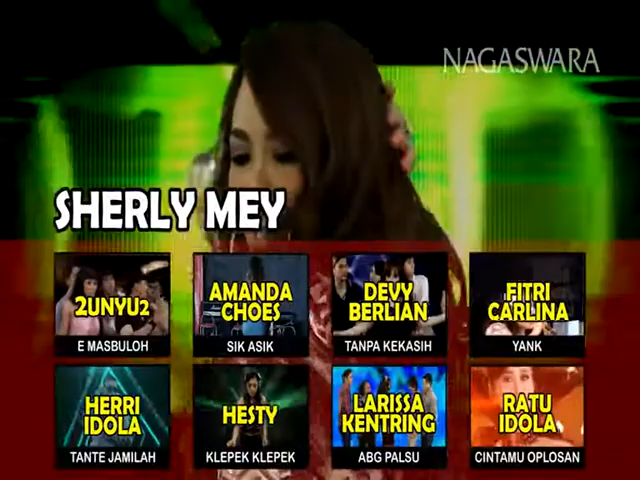 NAGASWARA
SHERLY MEY
2UNYU2
E MASBULOH
AMANDA
CHOES
SIK ASIK
DEVY
BERLIAN
TANPA KEKASIH
FITRI
CARLINA
YANK
HERRI
IDOLA
TANTE JAMILAH
HESTY
KLEPEK KLEPEK
LARISSA
KENTRING
ABG PALSU
RATU
IDOLA
CINTAMU OPLOSAN